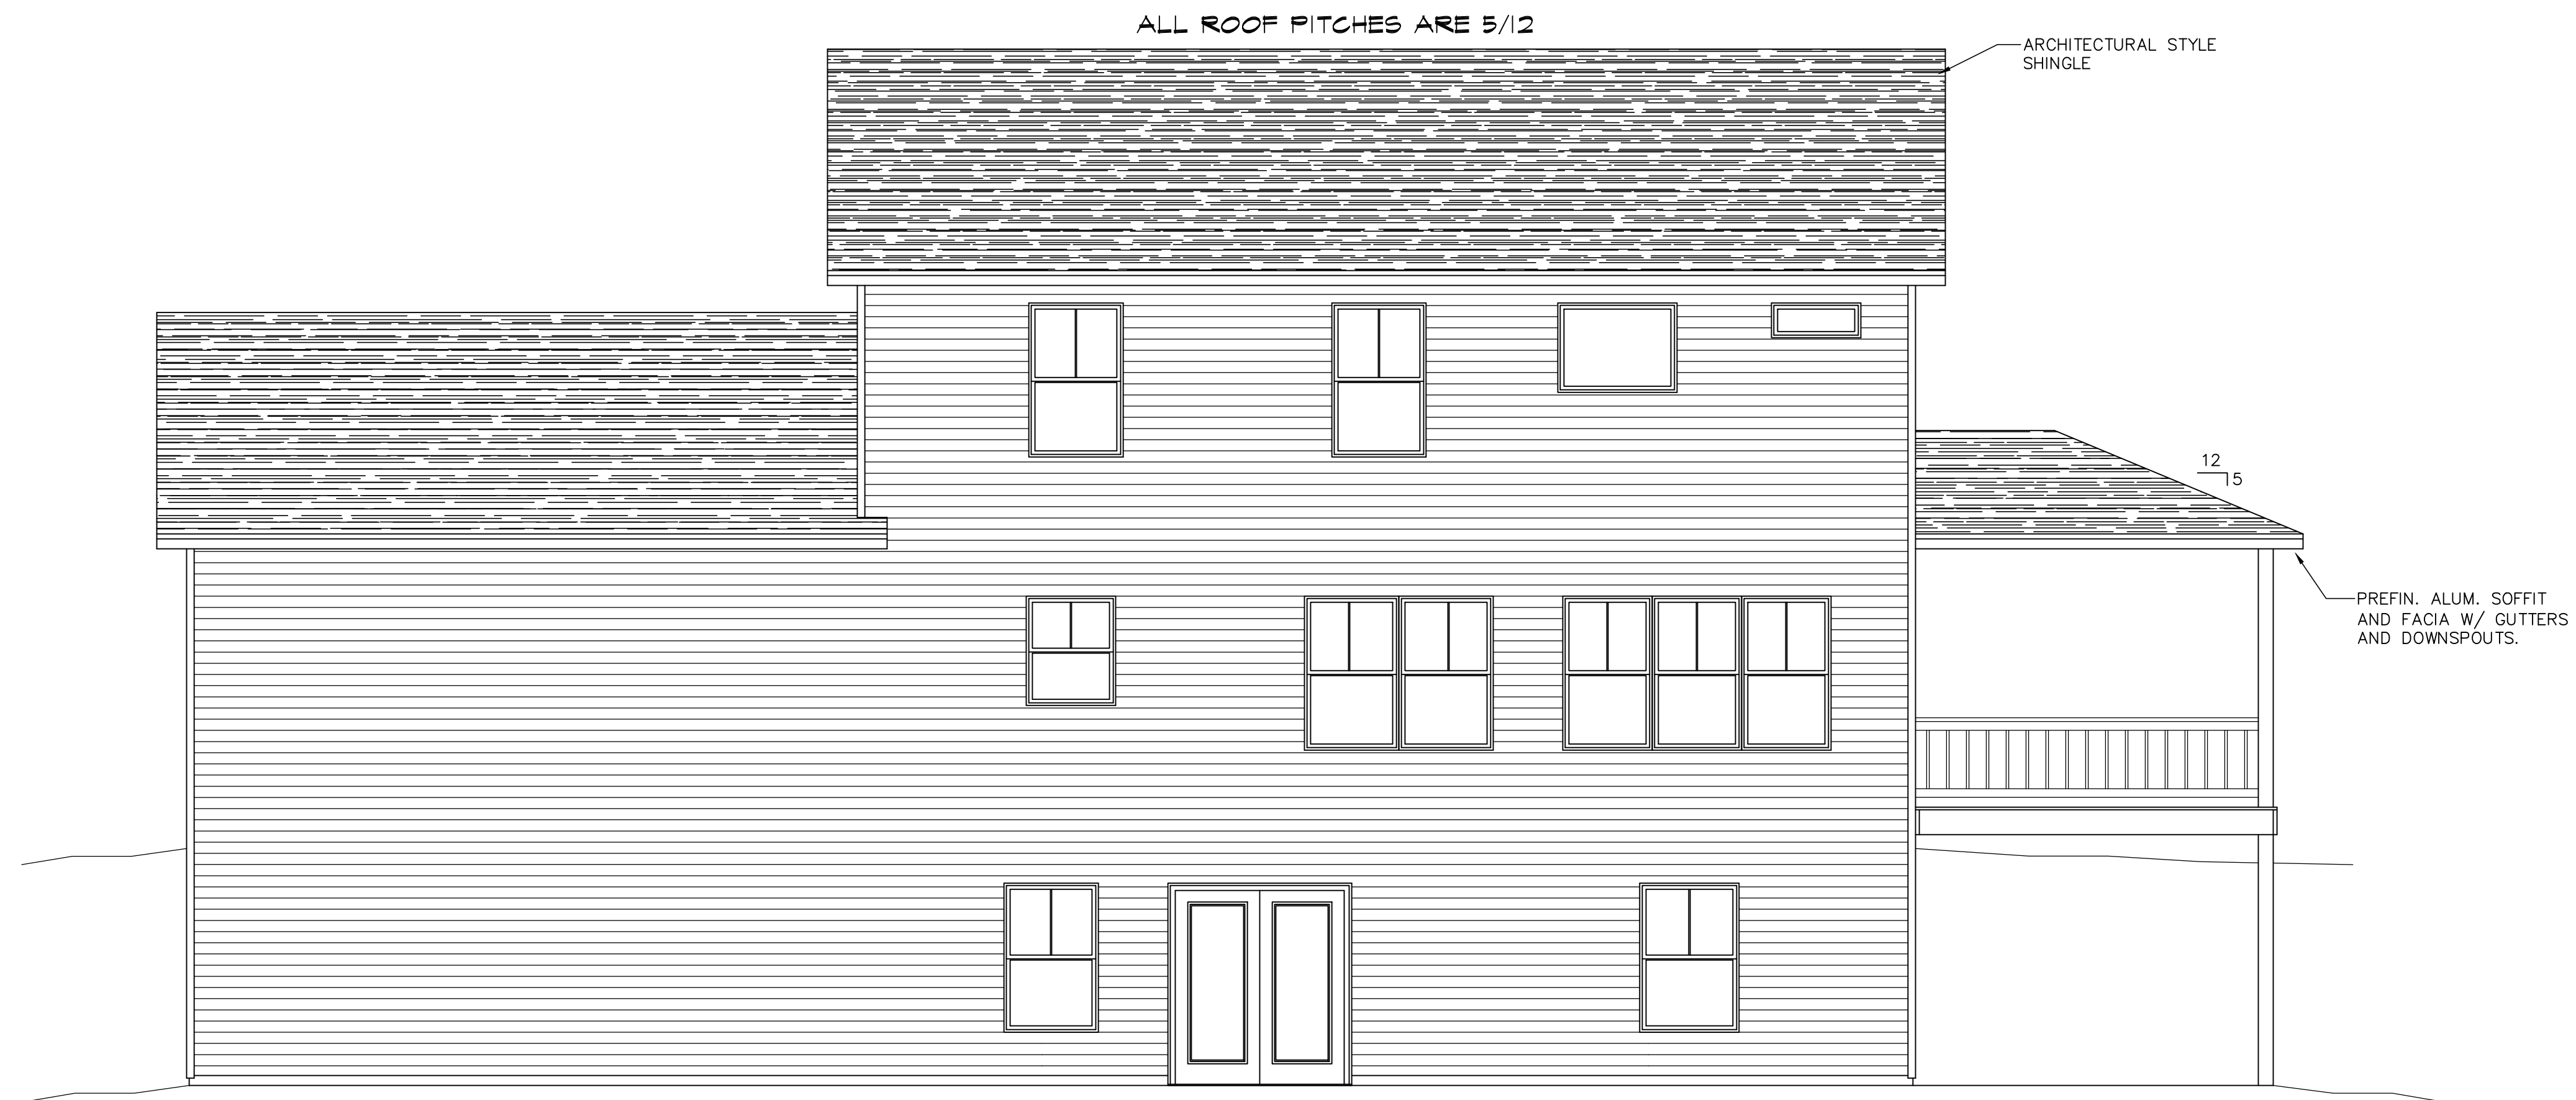 ALL ROOF PITCHES ARE 5/12
ARCHITECTURAL STYLE
SHINGLE
12
5
PREFIN. ALUM. SOFFIT
AND FACIA W/ GUTTERS
AND DOWNSPOUTS.